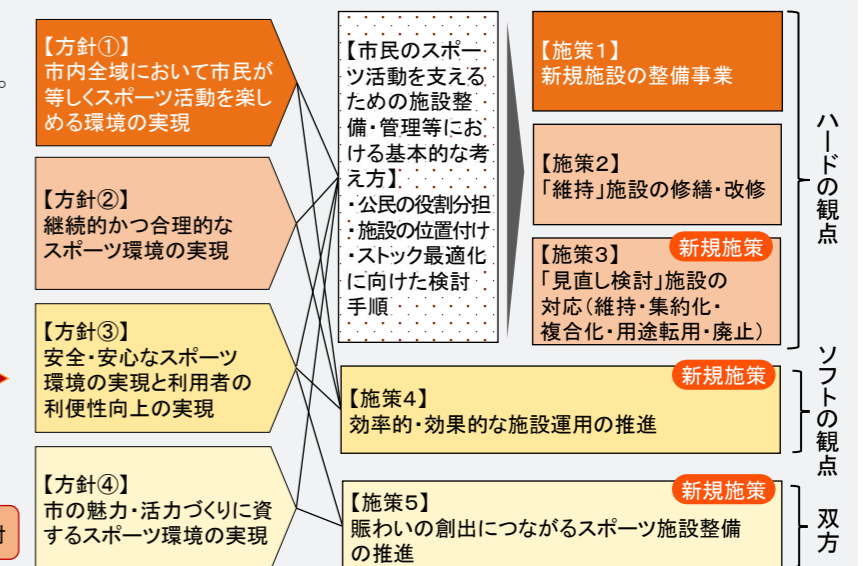 。
【方針①】
市内全域において市民が
等しくスポーツ活動を楽し
める環境の実現
【方針②】
継続的かつ合理的な
スポーツ環境の実現
【方針③】
安全・安心なスポーツ
環境の実現と利用者の
利便性向上の実現
【方針④】
市の魅力・活力づくりに資
するスポーツ環境の実現
【市民のスポー
ツ活動を支える
ための施設整
備・管理等にお
ける基本的な考
え方】
・公民の役割分担
・施設の位置付け
・ストック最適化
に向けた検討
手順
【施策1】
新規施設の整備事業
【施策2】
「維持」施設の修繕・改修
新規施策
【施策3】
「見直し検討」施設の
対応(維持・集約化・
複合化・用途転用・廃止)
新規施策
【施策4】
効率的・効果的な施設運用の推進
新規施策
【施策5】
賑わいの創出につながるスポーツ施設整備
の推進
ハードの観点
ソフトの観点
双方